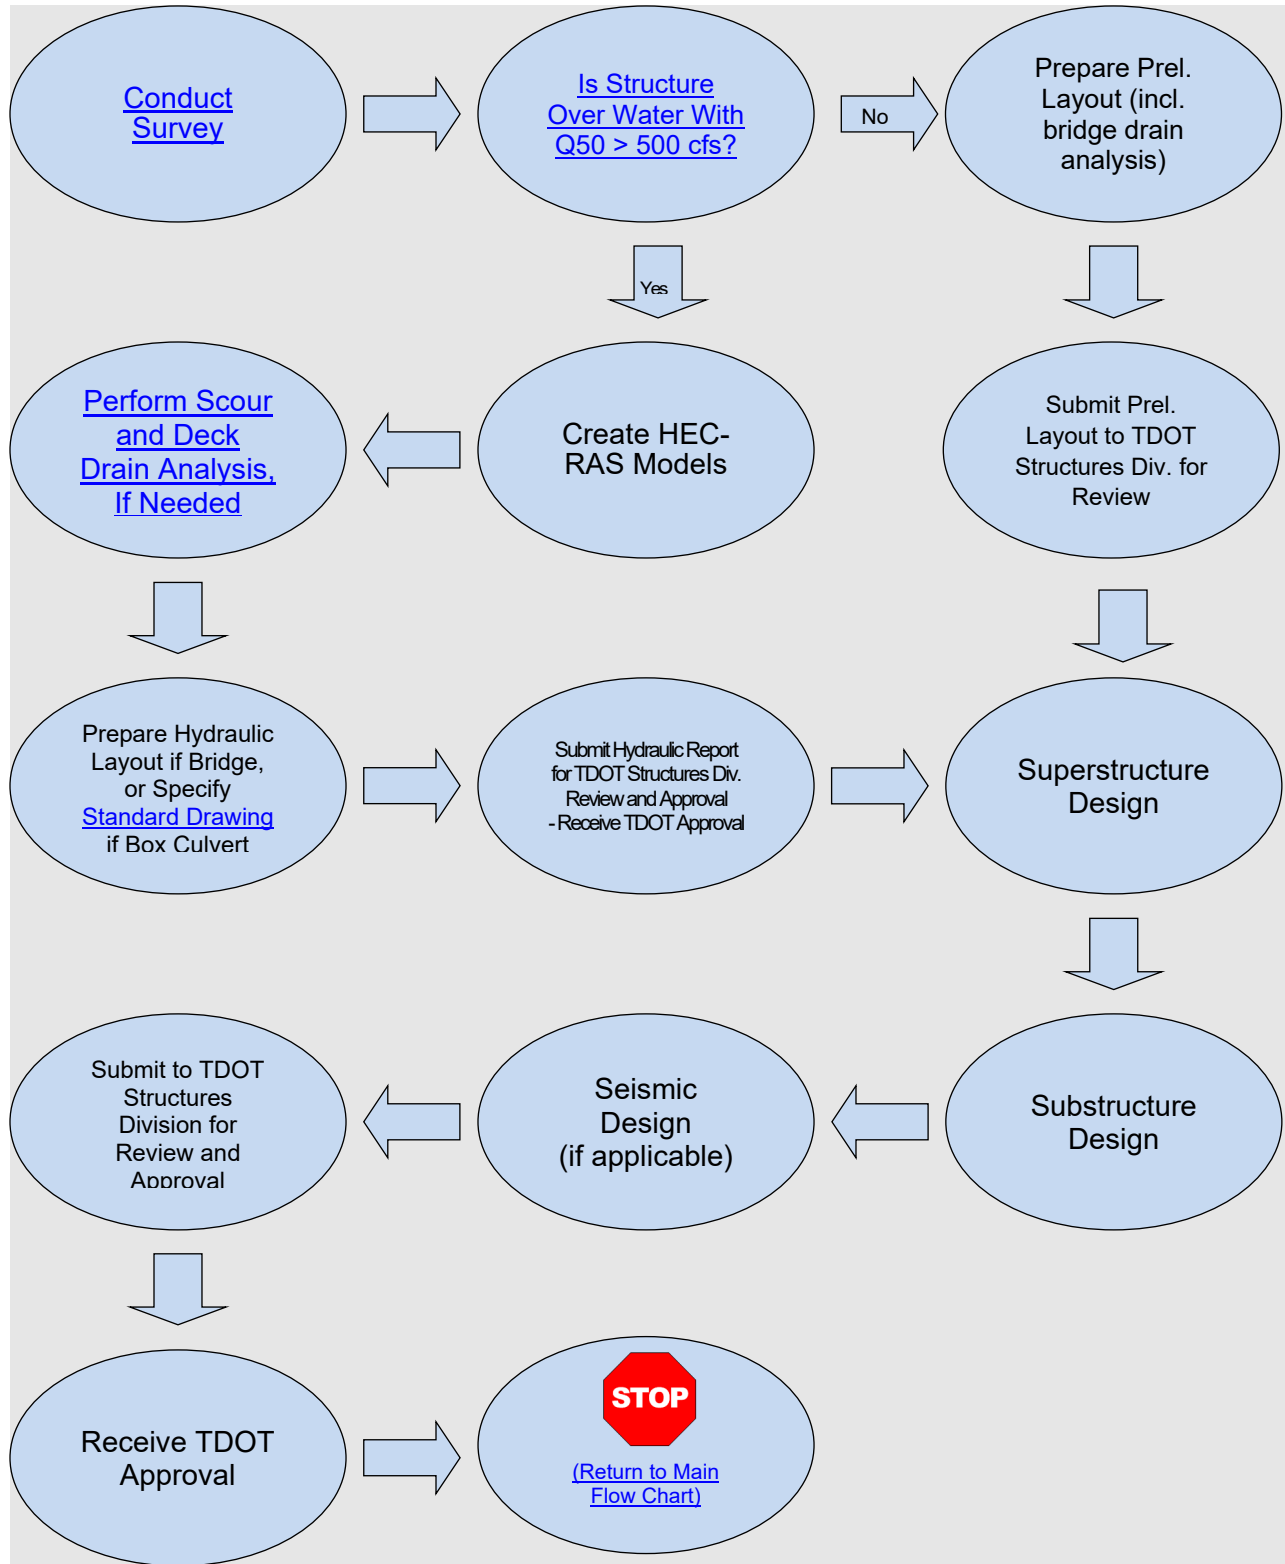 Conduct
Survey
Is Structure
Over Water With
Q50 > 500 cfs?
No
Prepare Prel.
Layout (incl.
bridge drain
analysis)
Yes
Perform Scour
and Deck
Drain Analysis,
If Needed
Create HEC-
RAS Models
Submit Prel.
Layout to TDOT
Structures Div. for
Review
Prepare Hydraulic
Layout if Bridge,
or Specify
Standard Drawing
if Box Culvert
Submit Hydraulic Report
for TDOT Structures Div.
Review and Approval
- Receive TDOT Approval
Superstructure
Design
Submit to TDOT
Structures
Division for
Review and
Approval
Seismic
Design
(if applicable)
Substructure
Design
Receive TDOT
Approval
STOP
(Return to Main
Flow Chart)